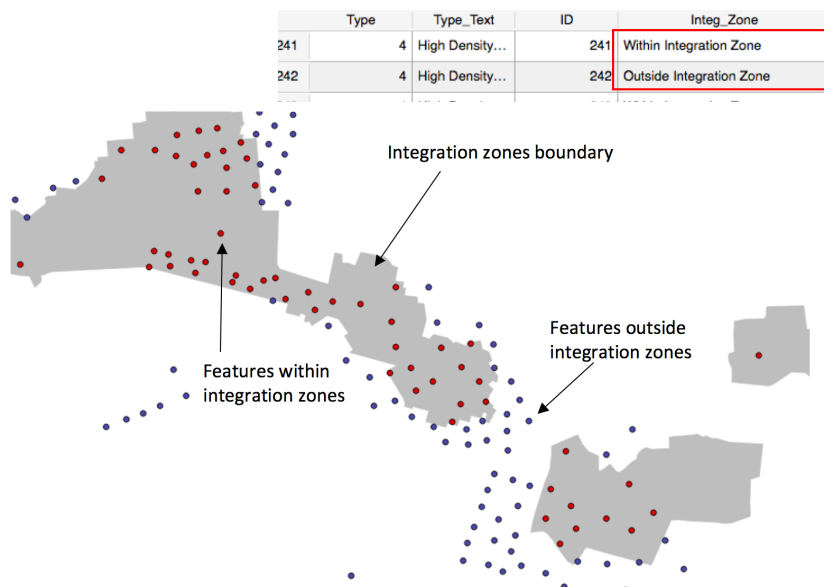 Type Type_Text ID Integ_Zone
241 4 High Density… 241 Within Integration Zone
242 4 High Density… 242 Outside Integration Zone
Integration zones boundary
Features outside
integration zones
Features within
integration zones